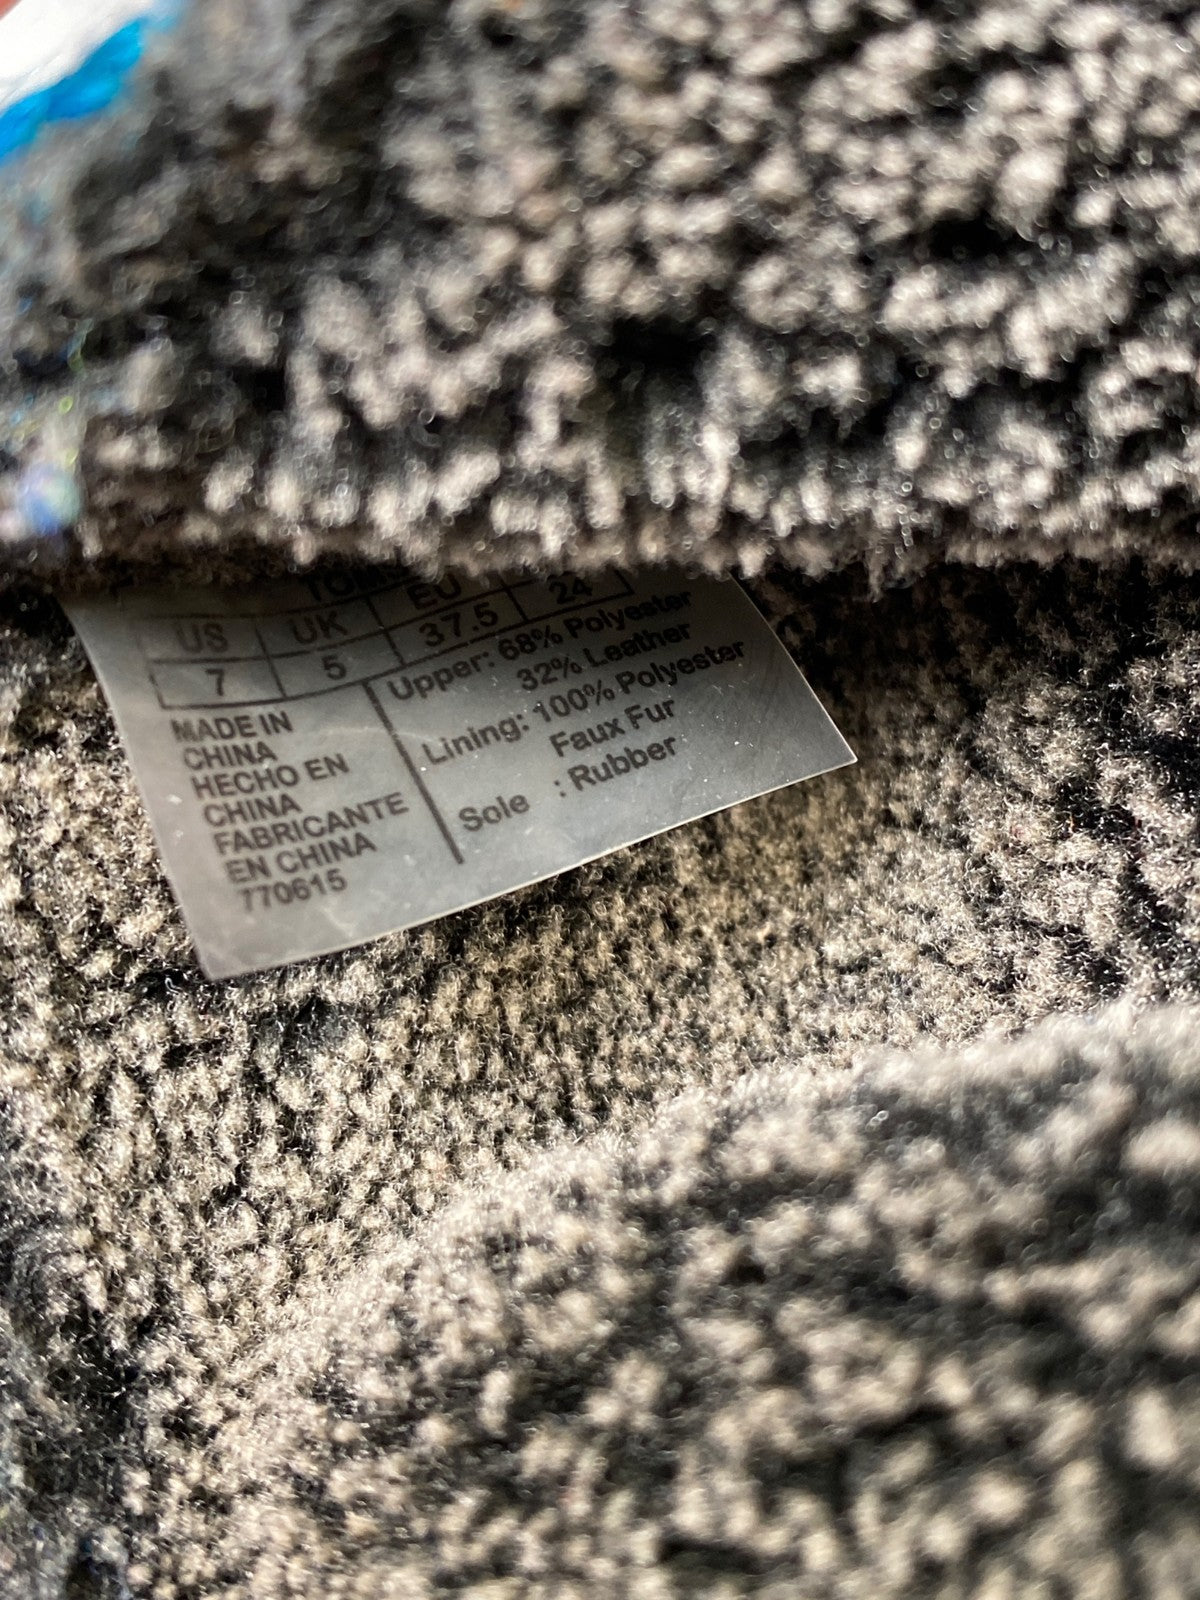 US UK EU
7 5 37.5 24
MADE IN
CHINA
HECHO EN
CHINA
FABRICANTE
EN CHINA
770615
Upper: 68% Polyester
32% Leather
Lining: 100% Polyester
Faux Fur
Sole : Rubber